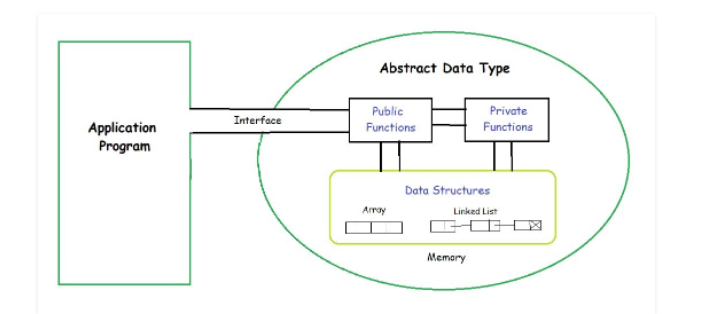 Abstract Data Type
Application
Program
Interface
Public
Functions
Private
Functions
Data Structures
Array
Linked List
Memory